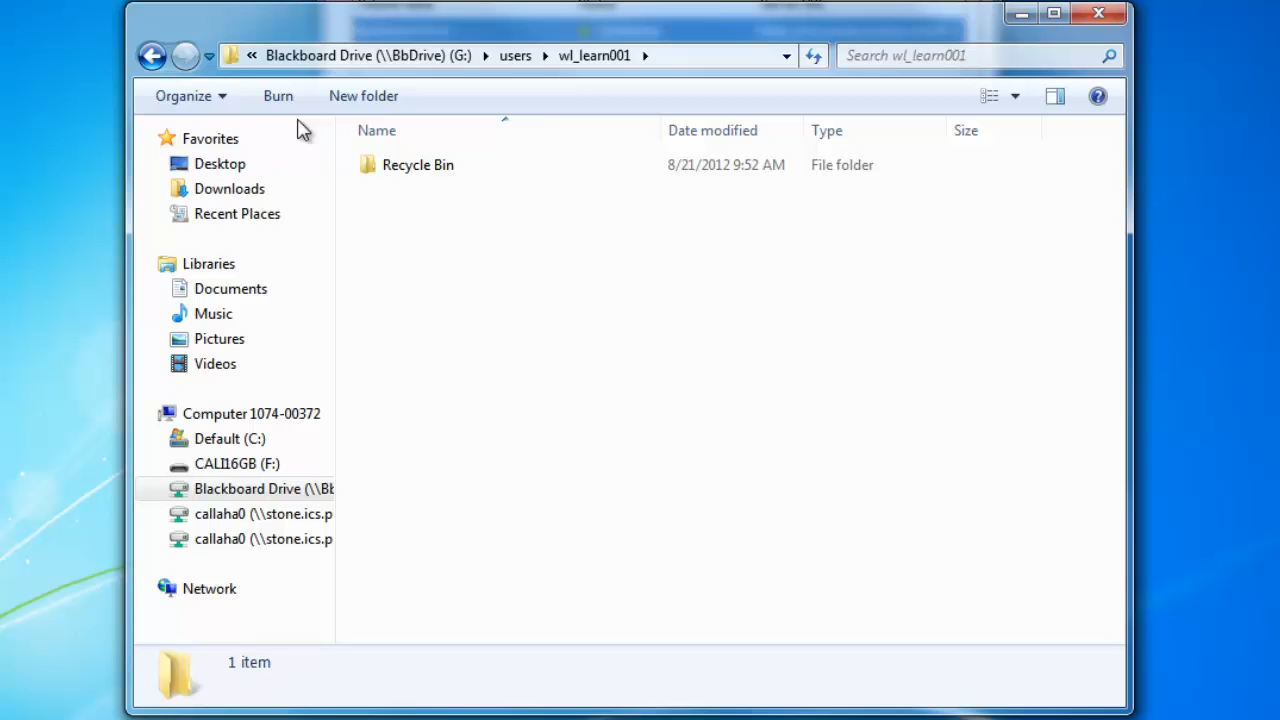 « Blackboard Drive (\\BbDrive) (G:) ▸ users ▸ wl_learn001 ▸
Search wl_learn001
Organize Burn New folder
Name Date modified Type Size
Recycle Bin 8/21/2012 9:52 AM File folder
Favorites
Desktop
Downloads
Recent Places
Libraries
Documents
Music
Pictures
Videos
Computer 1074-00372
Default (C:)
CALI16GB (F:)
Blackboard Drive (\\Bb
callaha0 (\\stone.ics.p
callaha0 (\\stone.ics.p
Network
1 item